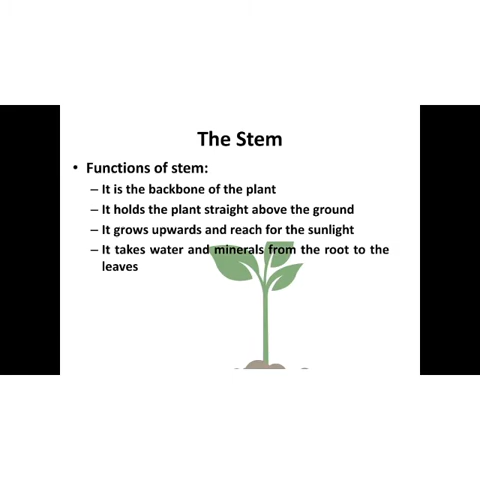 The Stem
• Functions of stem:
– It is the backbone of the plant
– It holds the plant straight above the ground
– It grows upwards and reach for the sunlight
– It takes water and minerals from the root to the
leaves